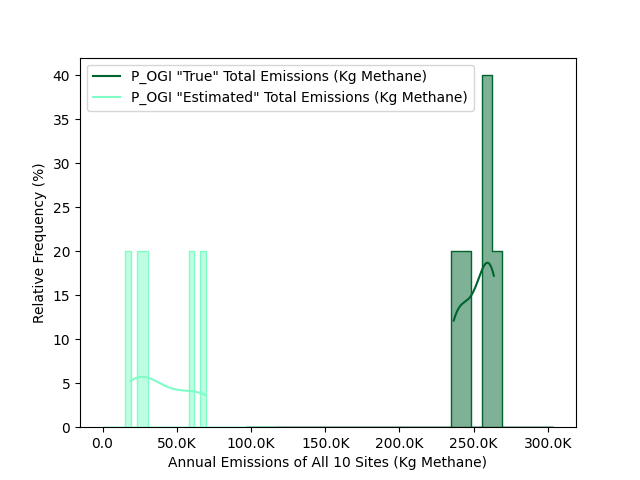 P_OGI "True" Total Emissions (Kg Methane)
P_OGI "Estimated" Total Emissions (Kg Methane)
40
35
30
25
20
15
10
5
0
Relative Frequency (%)
0.0 50.0K 100.0K 150.0K 200.0K 250.0K 300.0K
Annual Emissions of All 10 Sites (Kg Methane)